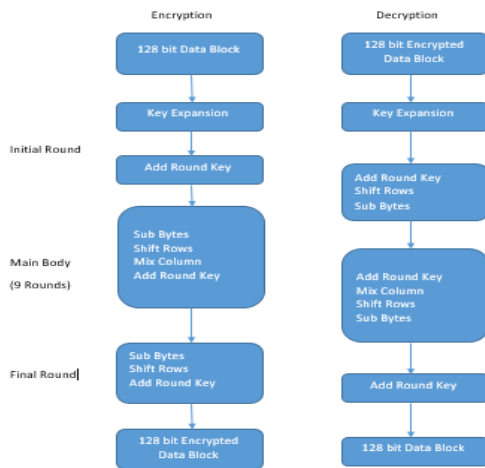 Encryption
128 bit Data Block
Key Expansion
Initial Round
Add Round Key
Sub Bytes
Shift Rows
Mix Column
Add Round Key
Main Body
(9 Rounds)
Sub Bytes
Shift Rows
Add Round Key
Final Round
128 bit Encrypted
Data Block
Decryption
128 bit Encrypted
Data Block
Key Expansion
Add Round Key
Shift Rows
Sub Bytes
Add Round Key
Mix Column
Shift Rows
Sub Bytes
Add Round Key
128 bit Data Block